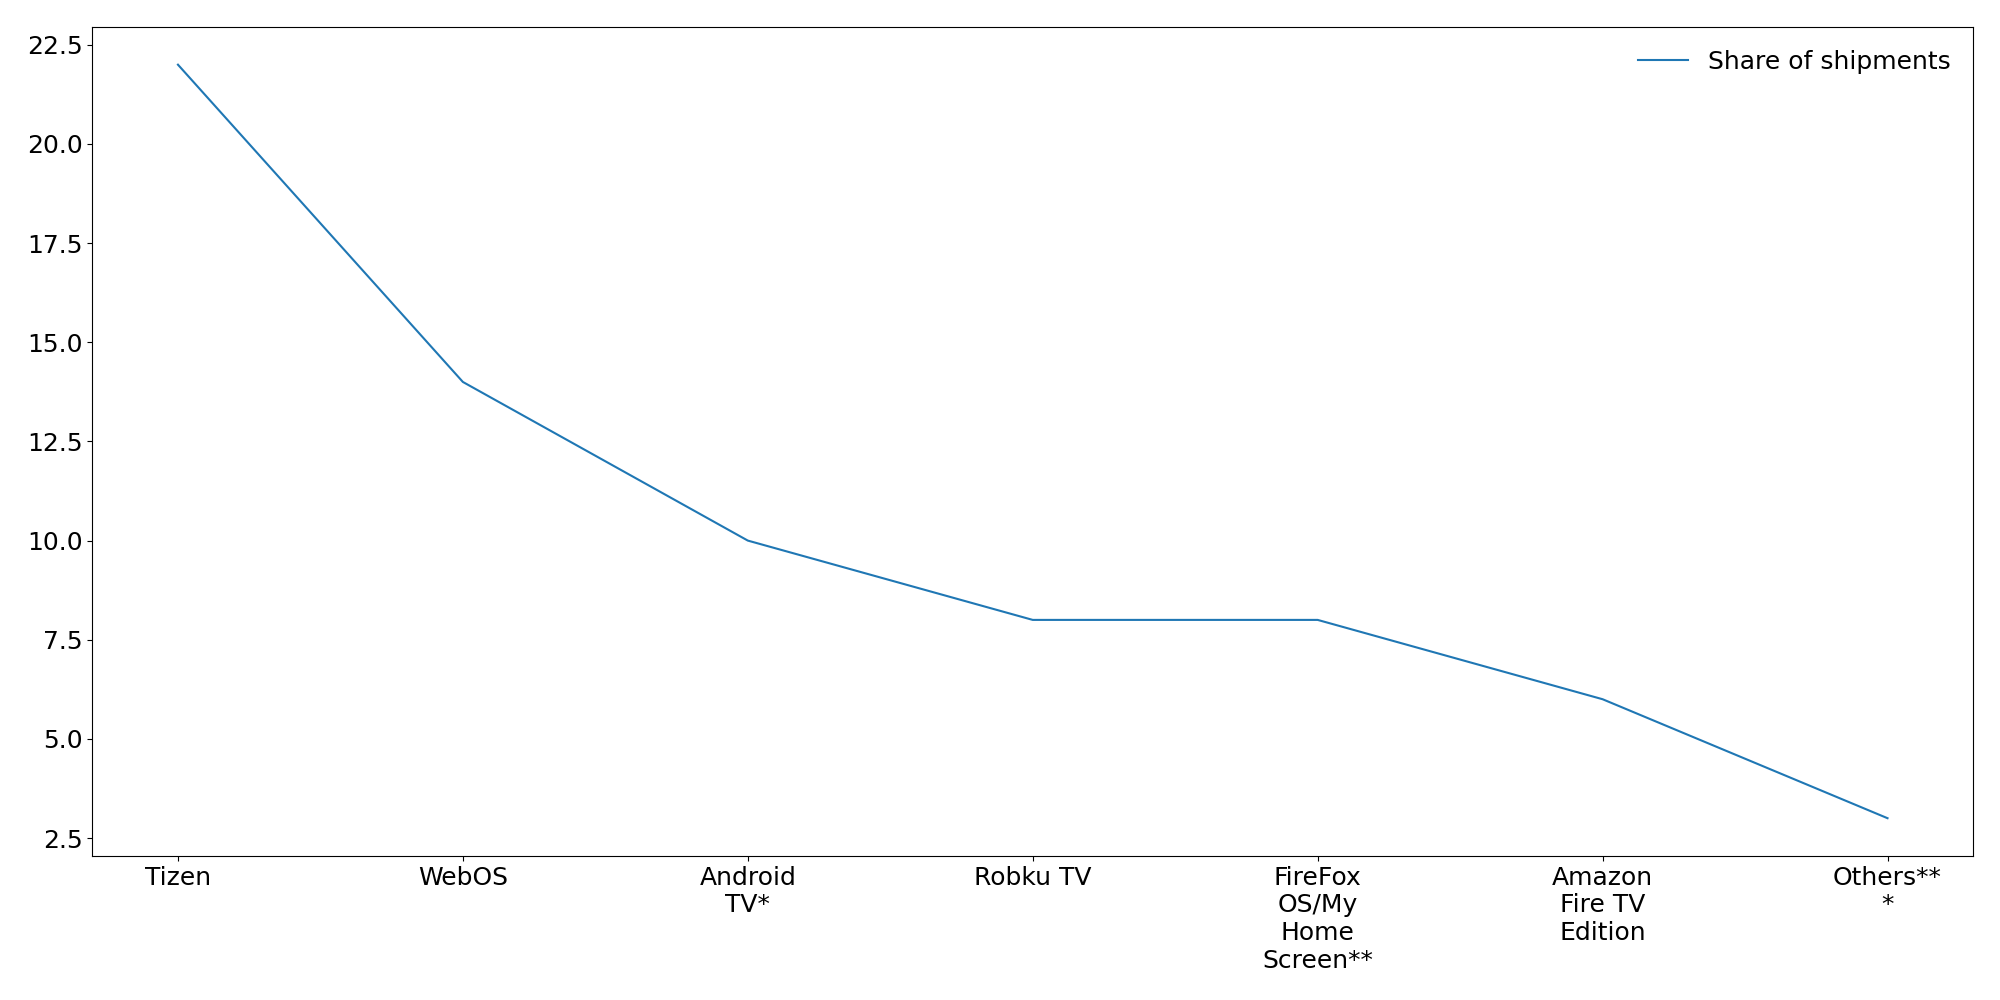 22.5
20.0
17.5
15.0
12.5
10.0
7.5
5.0
2.5
Share of shipments
Tizen
WebOS
Android
TV*
Robku TV
FireFox
OS/My
Home
Screen**
Amazon
Fire TV
Edition
Others**
*